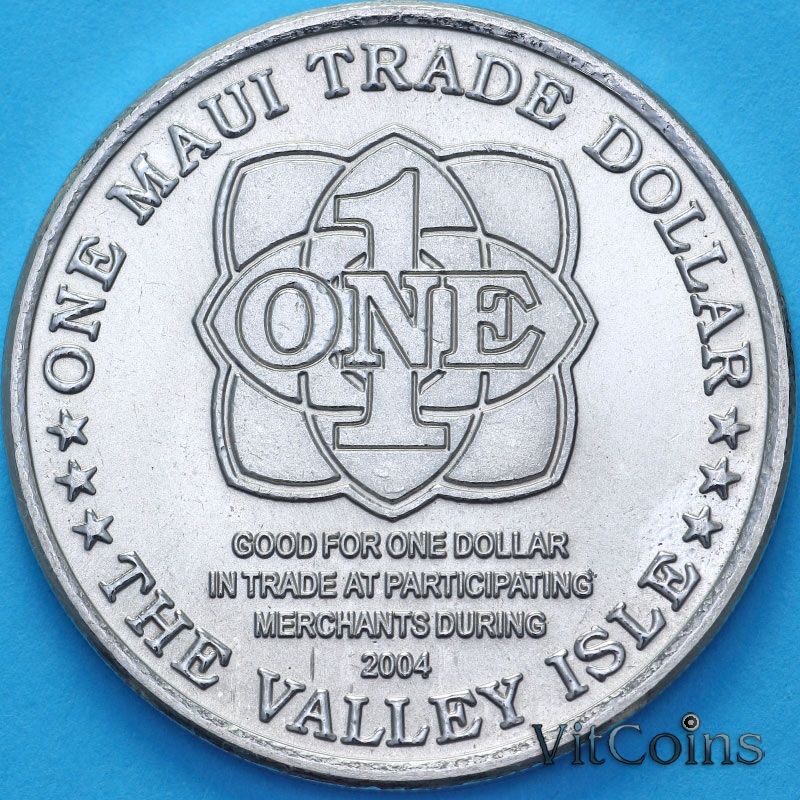 ONE MAUI TRADE DOLLAR
1
ONE
GOOD FOR ONE DOLLAR
IN TRADE AT PARTICIPATING
MERCHANTS DURING
2004
THE VALLEY ISLE
VitCoins